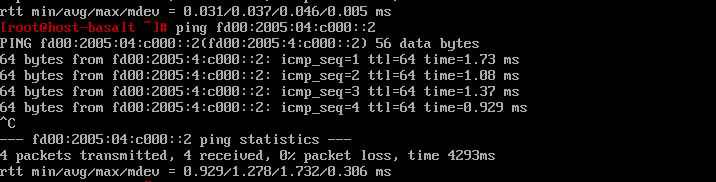 rtt min/avg/max/mdev = 0.031/0.037/0.046/0.005 ms
[root@host-basalt ~]# ping fd00:2005:04:c000::2
PING fd00:2005:04:c000::2(fd00:2005:4:c000::2) 56 data bytes
64 bytes from fd00:2005:4:c000::2: icmp_seq=1 ttl=64 time=1.73 ms
64 bytes from fd00:2005:4:c000::2: icmp_seq=2 ttl=64 time=1.08 ms
64 bytes from fd00:2005:4:c000::2: icmp_seq=3 ttl=64 time=1.37 ms
64 bytes from fd00:2005:4:c000::2: icmp_seq=4 ttl=64 time=0.929 ms
^C
--- fd00:2005:04:c000::2 ping statistics ---
4 packets transmitted, 4 received, 0% packet loss, time 4293ms
rtt min/avg/max/mdev = 0.929/1.278/1.732/0.306 ms